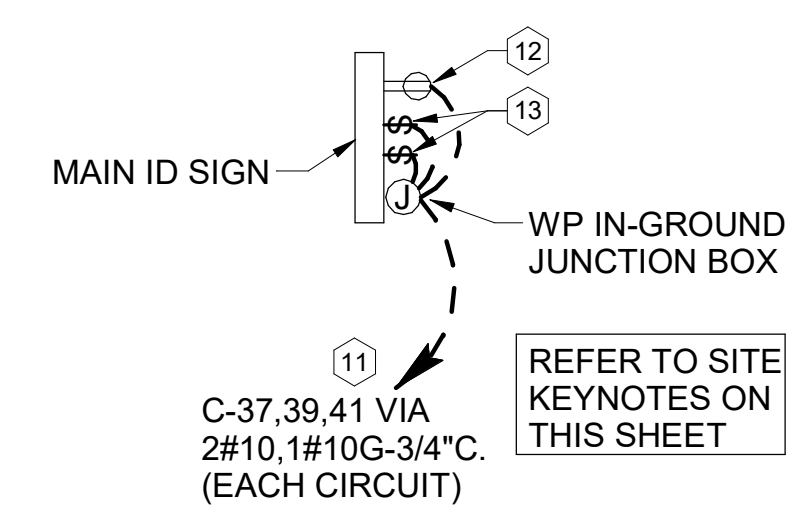 12
13
$
$
MAIN ID SIGN
J
WP IN-GROUND
JUNCTION BOX
11
C-37,39,41 VIA
2#10,1#10G-3/4"C.
(EACH CIRCUIT)
REFER TO SITE
KEYNOTES ON
THIS SHEET